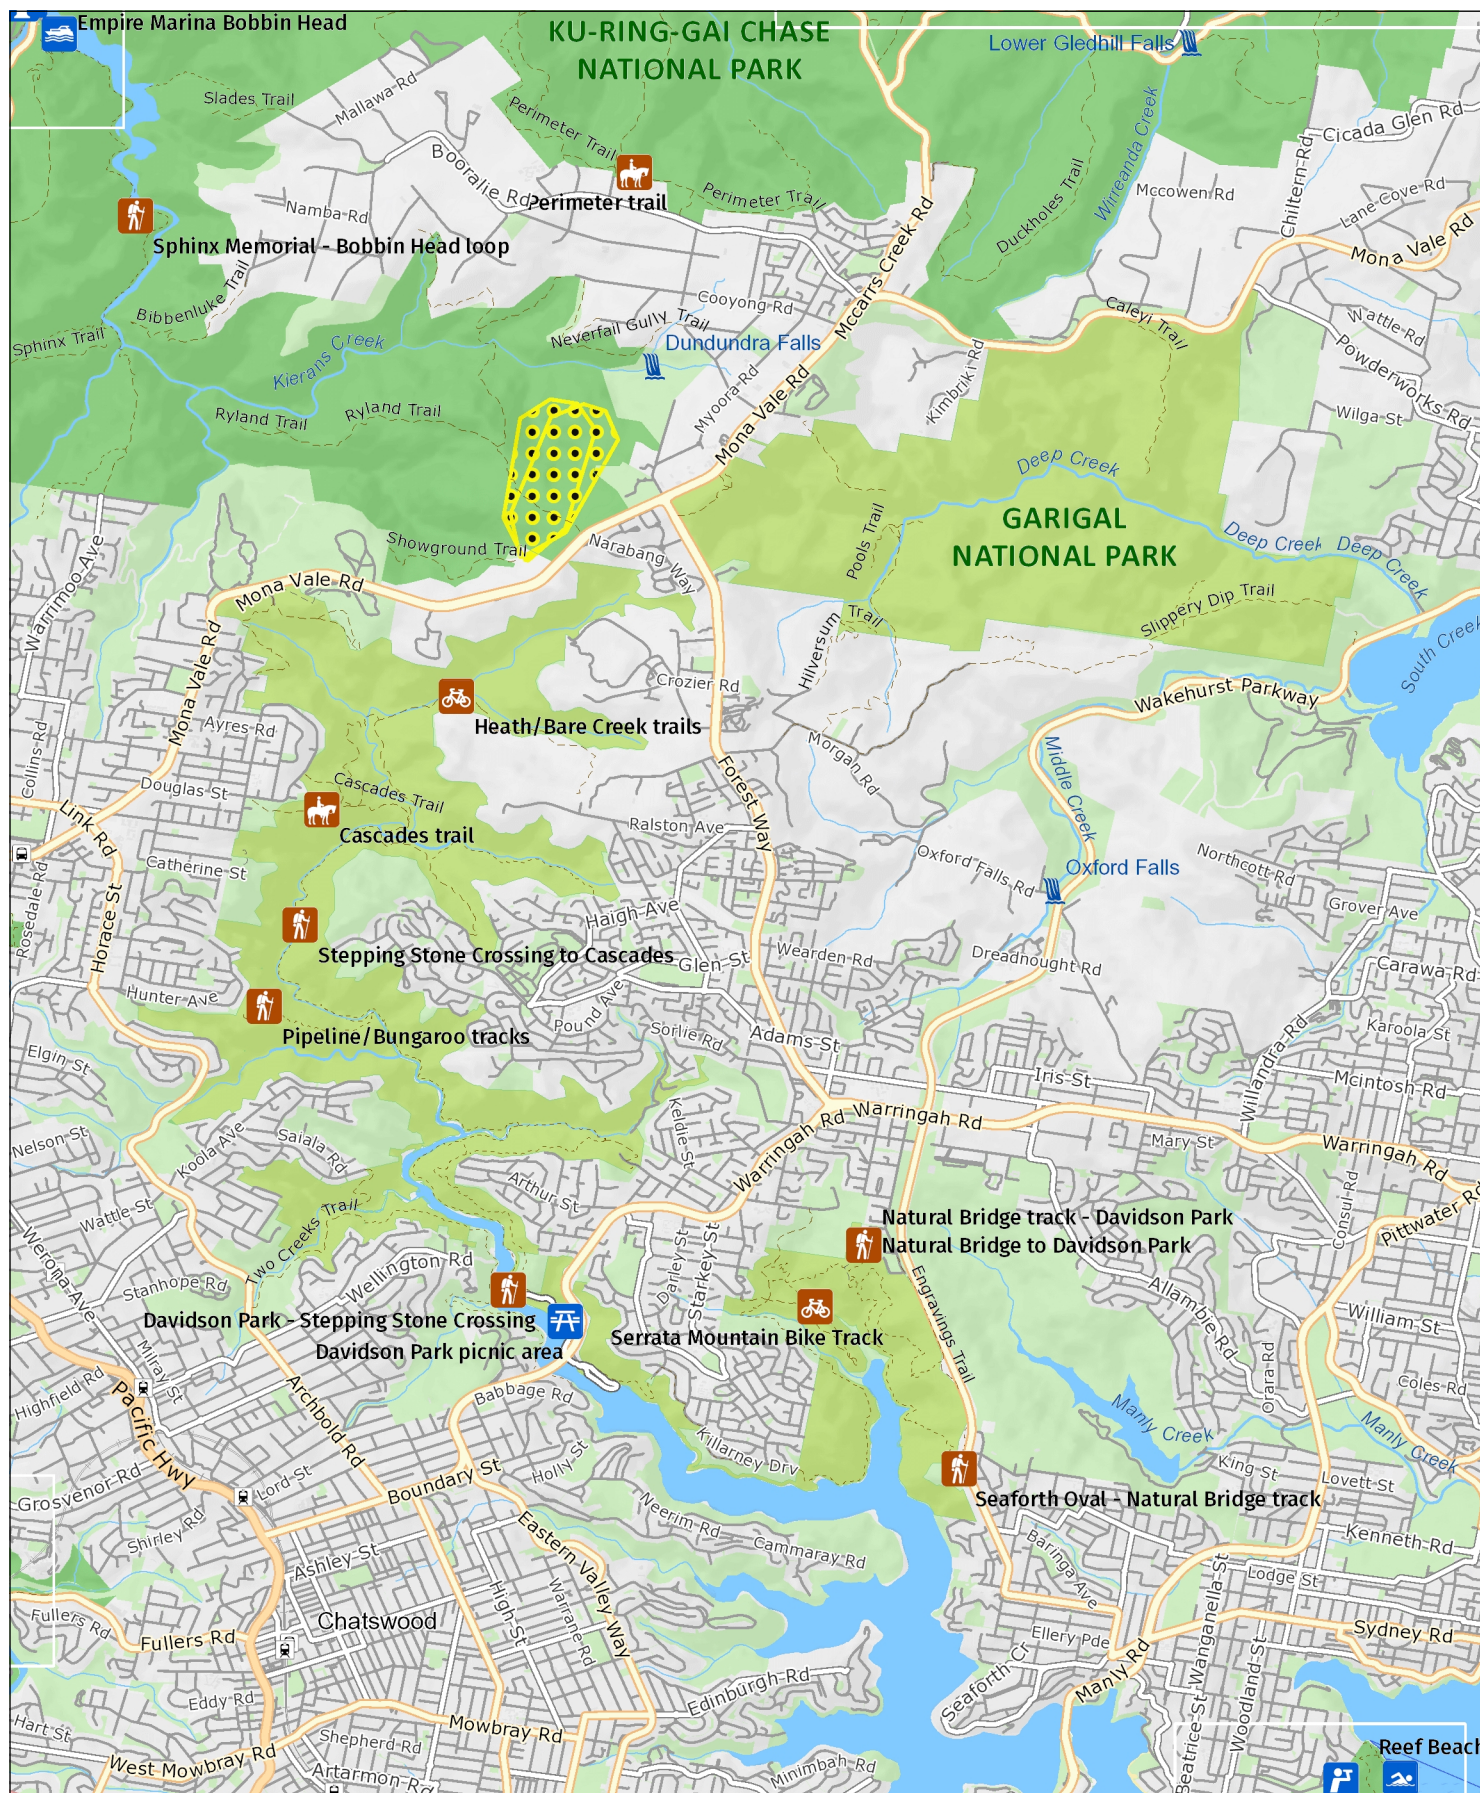 Empire Marina Bobbin Head
KU-RING-GAI CHASE
NATIONAL PARK
Lower Gledhill Falls
Slades Trail
Mallawa Rd
Perimeter Trail
Booralie Rd
Perimeter trail
Perimeter Trail
Wirreanda Creek
Duckholes Trail
Mccowen Rd
Chiltern Rd
Cicada Glen Rd
Lane Cove Rd
Mona Vale Rd
Namba Rd
Sphinx Memorial - Bobbin Head loop
Bibbenluke Trail
Sphinx Trail
Kierans Creek
Cooyong Rd
Neverfail Gully Trail
Dundundra Falls
Mccarrs Creek Rd
Caleyi Trail
Wattle Rd
Powderworks Rd
Wilga St
Ryland Trail
Ryland Trail
Myoora Rd
Mona Vale Rd
Kimbriki Rd
Deep Creek
GARIGAL
NATIONAL PARK
Deep Creek
Deep Creek
Pools Trail
Showground Trail
Narabang Way
Warrimoo Ave
Mona Vale Rd
Mona Vale Rd
Hilversum
Trail
Slippery Dip Trail
South Creek
Wakehurst Parkway
Crozier Rd
Heath/Bare Creek trails
Collins Rd
Ayres Rd
Douglas St
Link Rd
Cascades Trail
Cascades trail
Forest Way
Morgan Rd
Middle Creek
Ralston Ave
Oxford Falls Rd
Oxford Falls
Northcott Rd
Grover Ave
Catherine St
Rosedale Rd
Horace St
Haigh Ave
Stepping Stone Crossing to Cascades
Glen St
Wearden Rd
Dreadnought Rd
Carawa Rd
Hunter Ave
Pound Ave
Pipeline/Bungaroo tracks
Sorlie Rd
Adams St
Karoola St
Willandra Rd
Elgin St
Iris St
Mcintosh Rd
Nelson St
Koola Ave
Saiala Rd
Keldie St
Warringah Rd
Warringah Rd
Mary St
Warringah Rd
Arthur St
Wattle St
Werona Ave
Two Creeks Trail
Consul Rd
Pittwater Rd
Natural Bridge track - Davidson Park
Natural Bridge to Davidson Park
Stanhope Rd
Wellington Rd
Darley St
Starkey St
Engravings Trail
Allambie Rd
William St
Davidson Park - Stepping Stone Crossing
Davidson Park picnic area
Serrata Mountain Bike Track
Milray St
Highfield Rd
Pacific Hwy
Archbold Rd
Babbage Rd
Orara Rd
Coles Rd
Manly Creek
Manly Creek
Killarney Drv
Holly St
Boundary St
Lord St
Grosvenor Rd
King St
Lovett St
Seaforth Oval - Natural Bridge track
Shirley Rd
Neerim Rd
Cammaray Rd
Eastern Valley Way
Ashley St
Baringa Ave
Kenneth Rd
Lodge St
High St
Warrane Rd
Fullers Rd
Fullers Rd
Chatswood
Ellery Pde
Sydney Rd
Seaforth Cr
Manly Rd
Wanganella St
Beatrice St
Woodland St
Edinburgh Rd
Eddy Rd
Hart St
Mowbray Rd
Shepherd Rd
West Mowbray Rd
Artarmon Rd
Minimbah Rd
Reef Beach